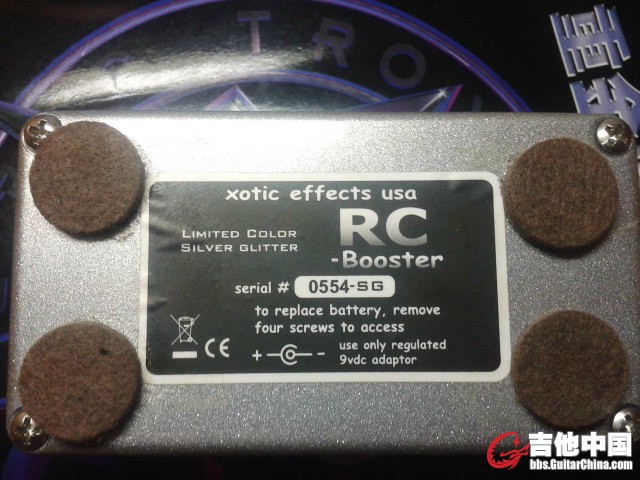 TRO
xotic effects usa
LIMITED COLOR
SILVER GLITTER
RC
-Booster
serial # 0554-SG
to replace battery, remove
four screws to access
CE
+ -
use only regulated
9vdc adaptor
吉他中国
bbs.GuitarChina.com